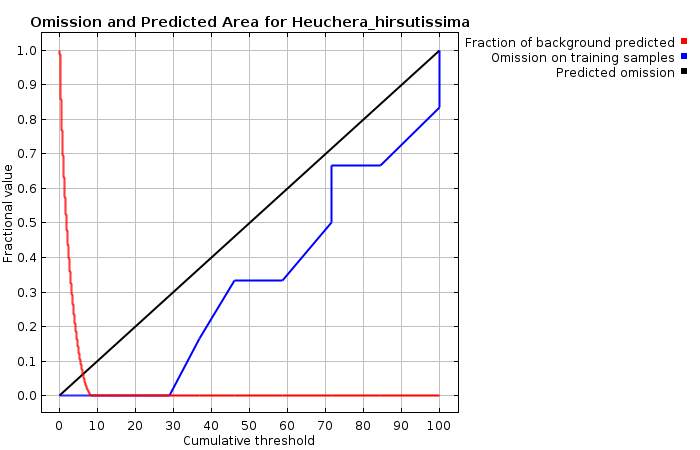 Omission and Predicted Area for Heuchera_hirsutissima
Fraction of background predicted
Omission on training samples
Predicted omission
Fractional value
1.0
0.9
0.8
0.7
0.6
0.5
0.4
0.3
0.2
0.1
0.0
0 10 20 30 40 50 60 70 80 90 100
Cumulative threshold